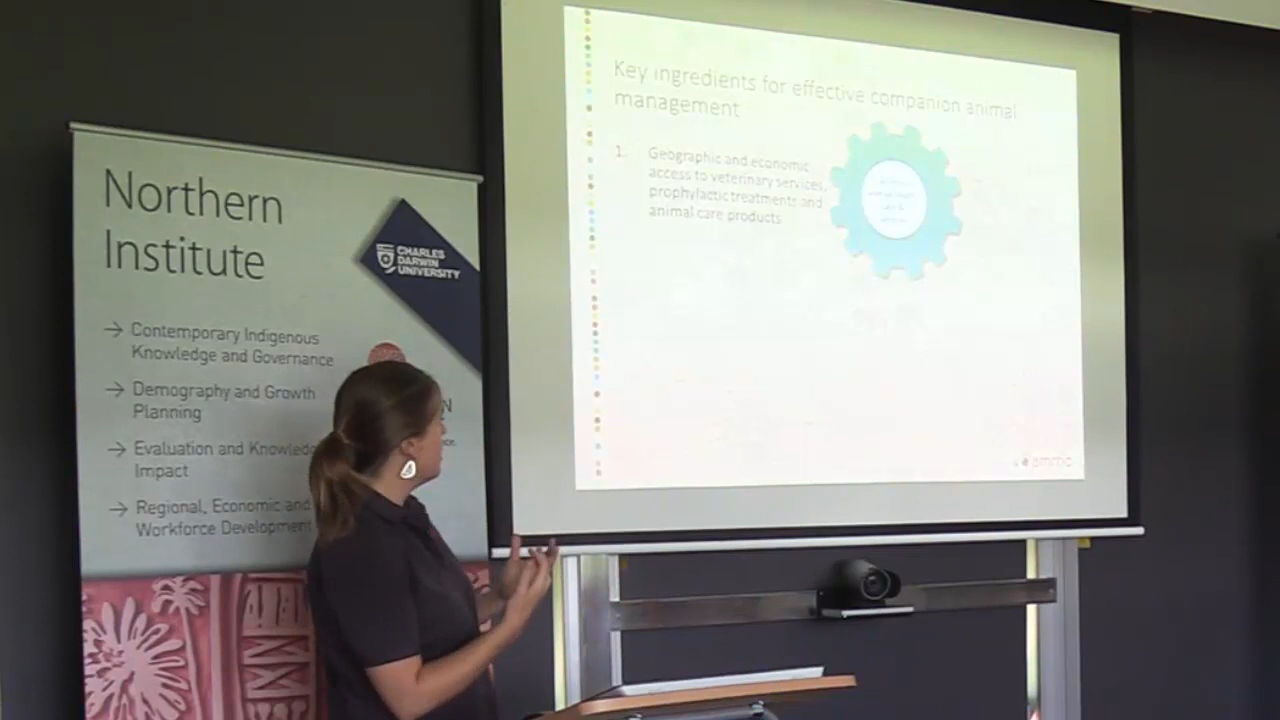 Northern
Institute
CHARLES
DARWIN
UNIVERSITY
→ Contemporary Indigenous
Knowledge and Governance
→ Demography and Growth
Planning
→ Evaluation and Knowledge
Impact
→ Regional, Economic and
Workforce Development
Key ingredients for effective companion animal
management
1. Geographic and economic
access to veterinary services,
prophylactic treatments and
animal care products
amrric